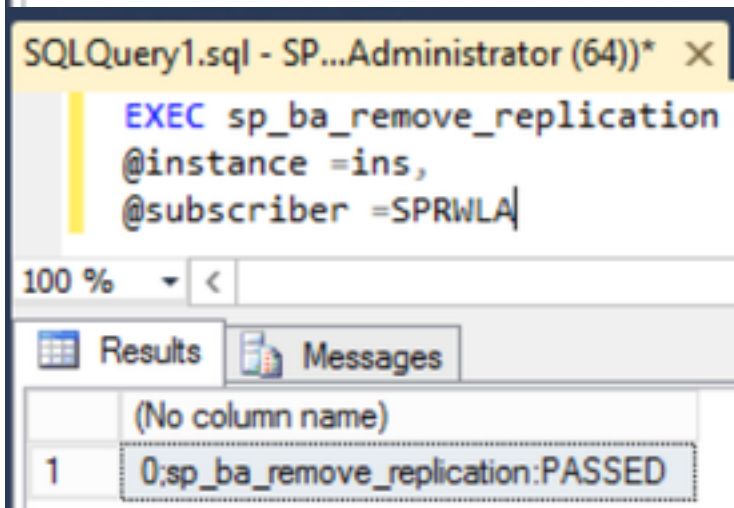 SQLQuery1.sql - SP...Administrator (64))* ×
EXEC sp_ba_remove_replication
@instance =ins,
@subscriber =SPRWLA
100 %
Results Messages
(No column name)
1 0;sp_ba_remove_replication:PASSED